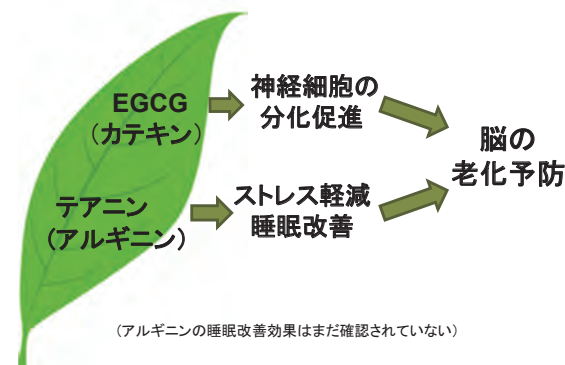 EGCG
（カテキン）
神経細胞の
分化促進
テアニン
（アルギニン）
ストレス軽減
睡眠改善
脳の
老化予防
（アルギニンの睡眠改善効果はまだ確認されていない）